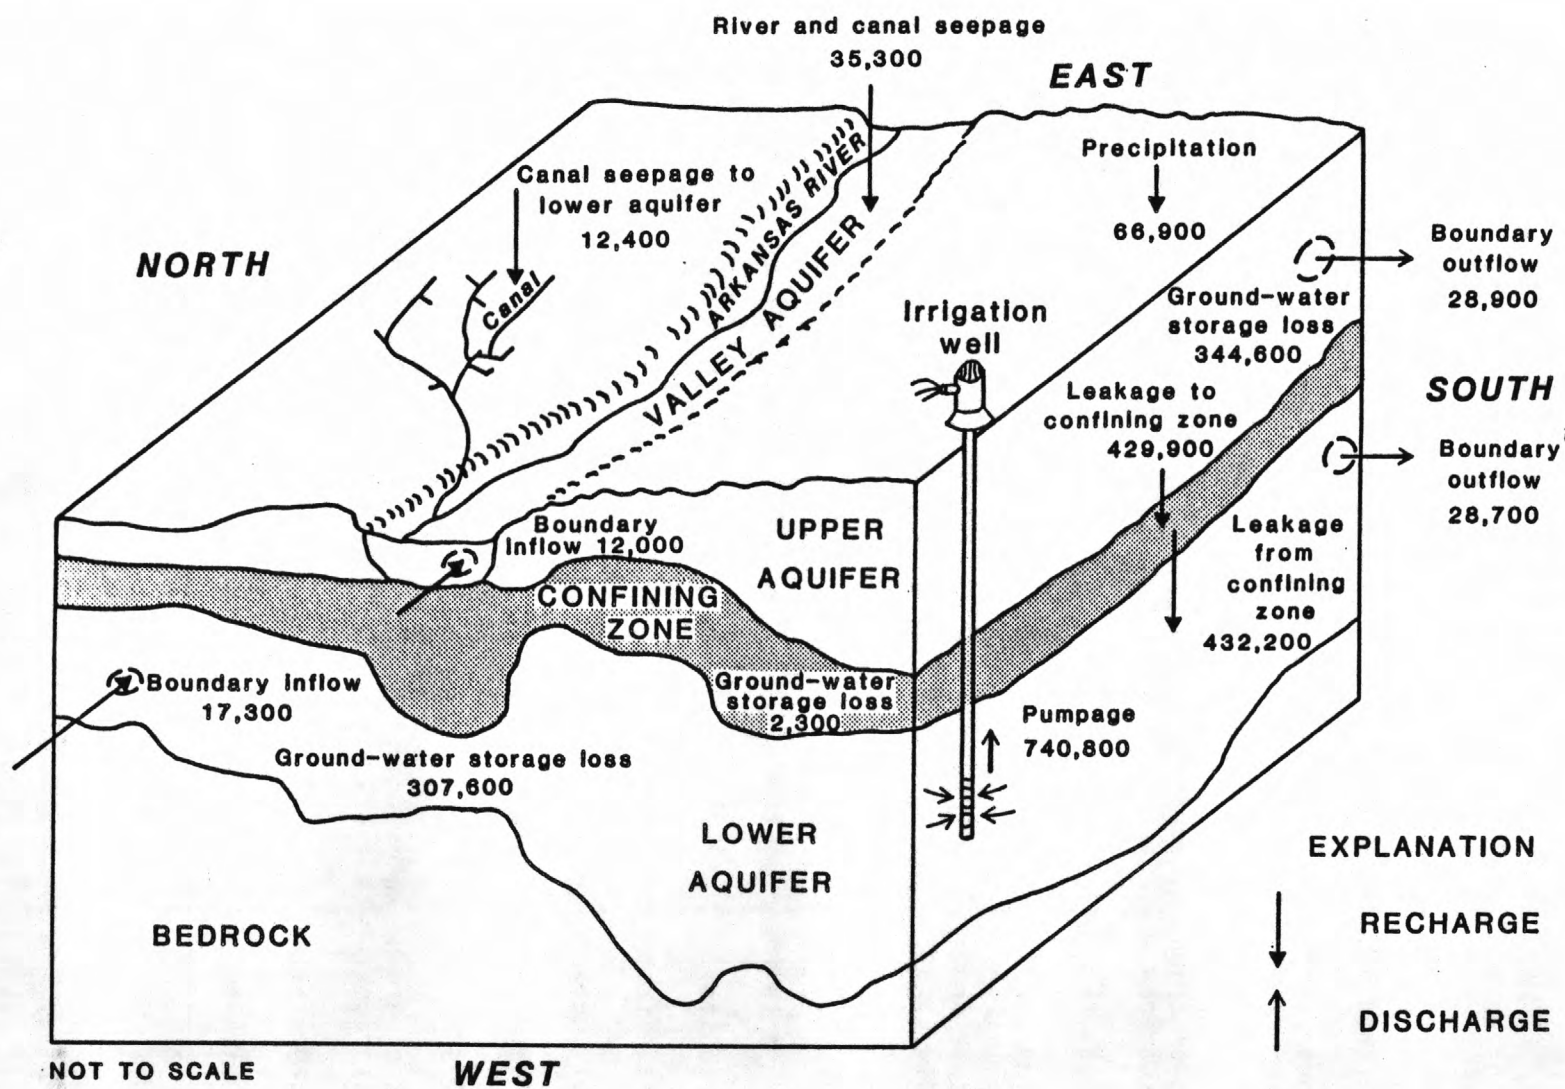 River and canal seepage
35,300
EAST
Canal seepage to
lower aquifer
12,400
Precipitation
66,900
NORTH
Canal
ARKANSAS RIVER
VALLEY AQUIFER
Boundary
outflow
28,900
Irrigation
well
Ground-water
storage loss
344,600
SOUTH
Leakage to
confining zone
429,900
Boundary
outflow
28,700
Boundary
Inflow 12,000
UPPER
AQUIFER
Leakage
from
confining
zone
432,200
CONFINING
ZONE
Boundary Inflow
17,300
Ground-water
storage loss
2,300
Pumpage
740,800
Ground-water storage loss
307,600
LOWER
AQUIFER
BEDROCK
EXPLANATION
RECHARGE
DISCHARGE
NOT TO SCALE
WEST